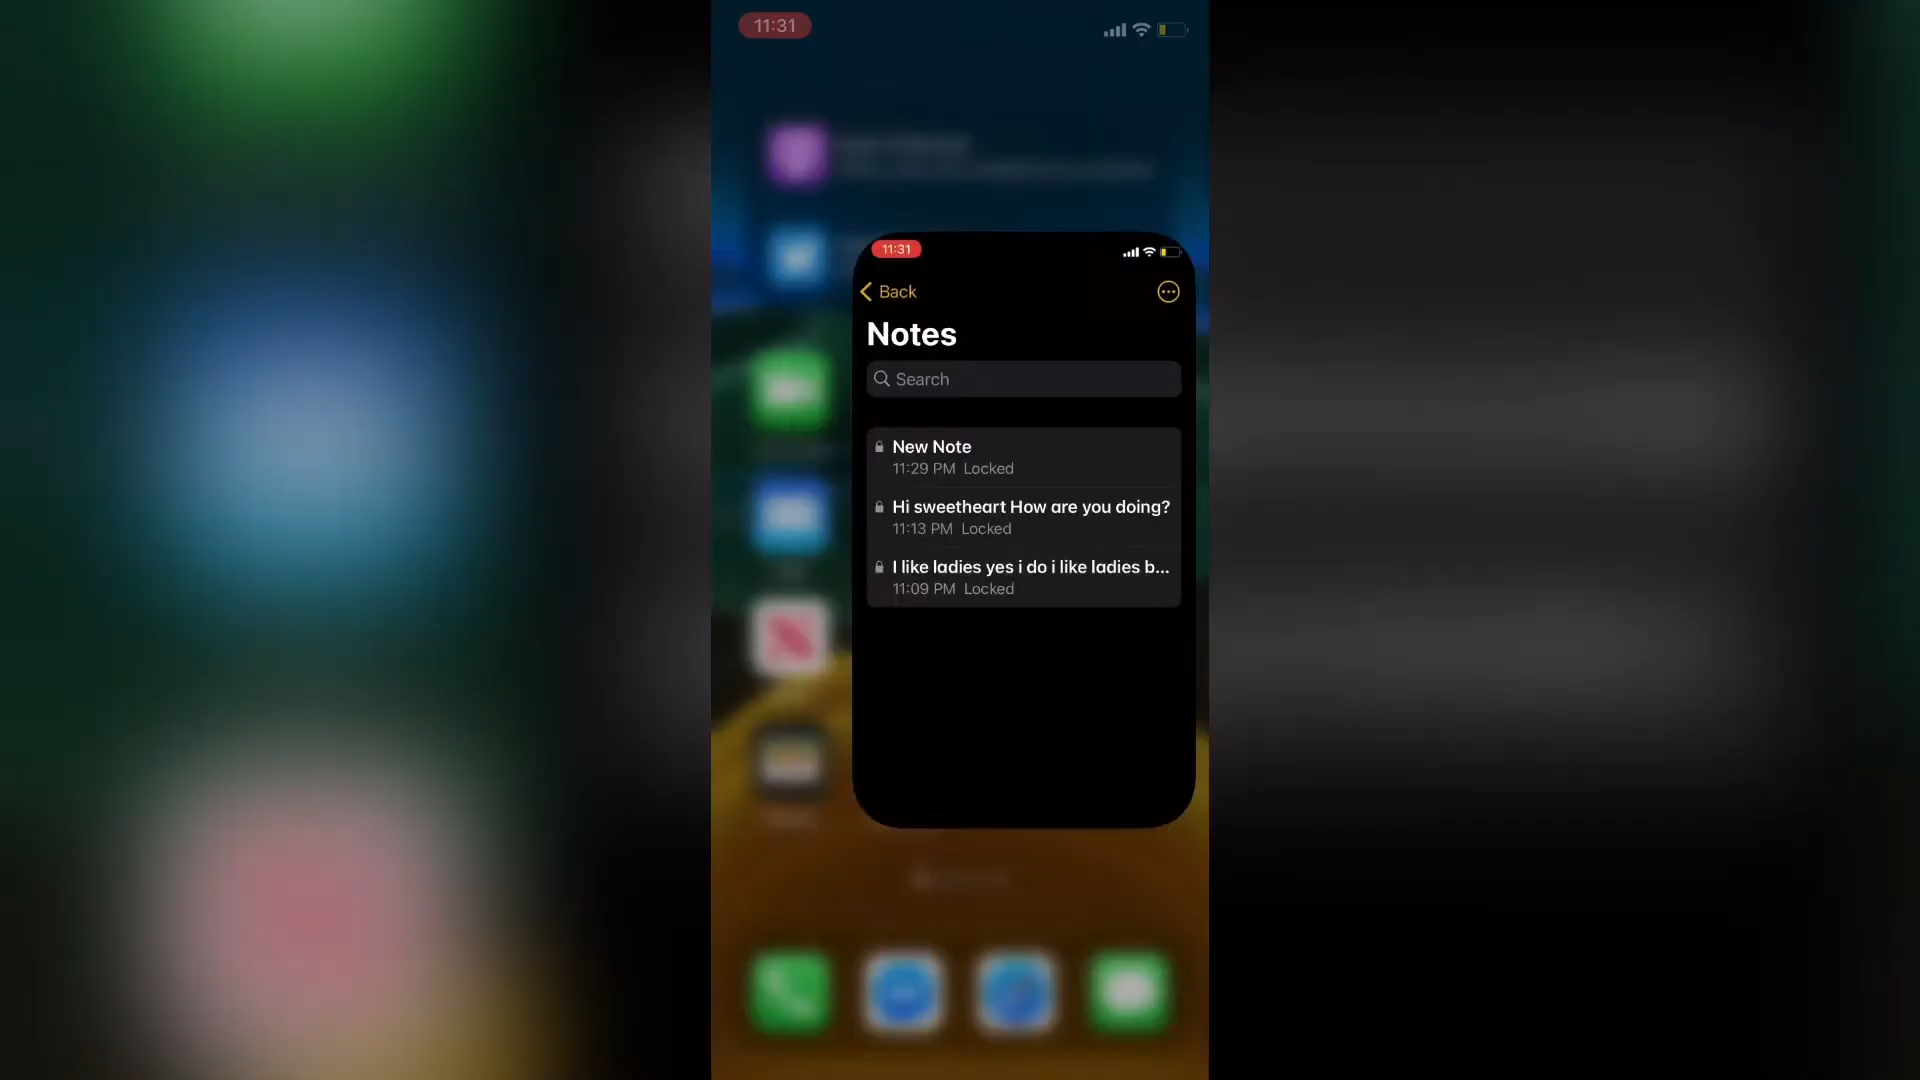 11:31
11:31
Back
Notes
Search
New Note
11:29 PM Locked
Hi sweetheart How are you doing?
11:13 PM Locked
I like ladies yes i do i like ladies b...
11:09 PM Locked